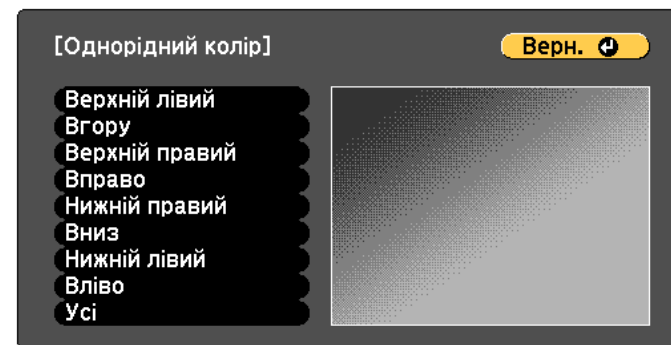 [Однорідний колір]
Верн.
Верхній лівий
Вгору
Верхній правий
Вправо
Нижній правий
Вниз
Нижній лівий
Вліво
Усі